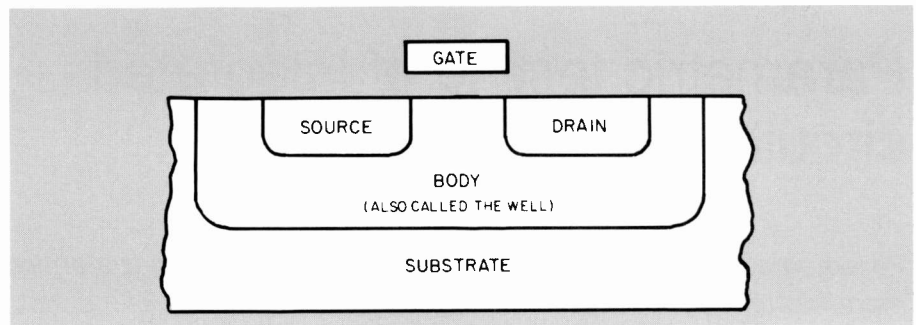 GATE
SOURCE
DRAIN
BODY
(ALSO CALLED THE WELL)
SUBSTRATE